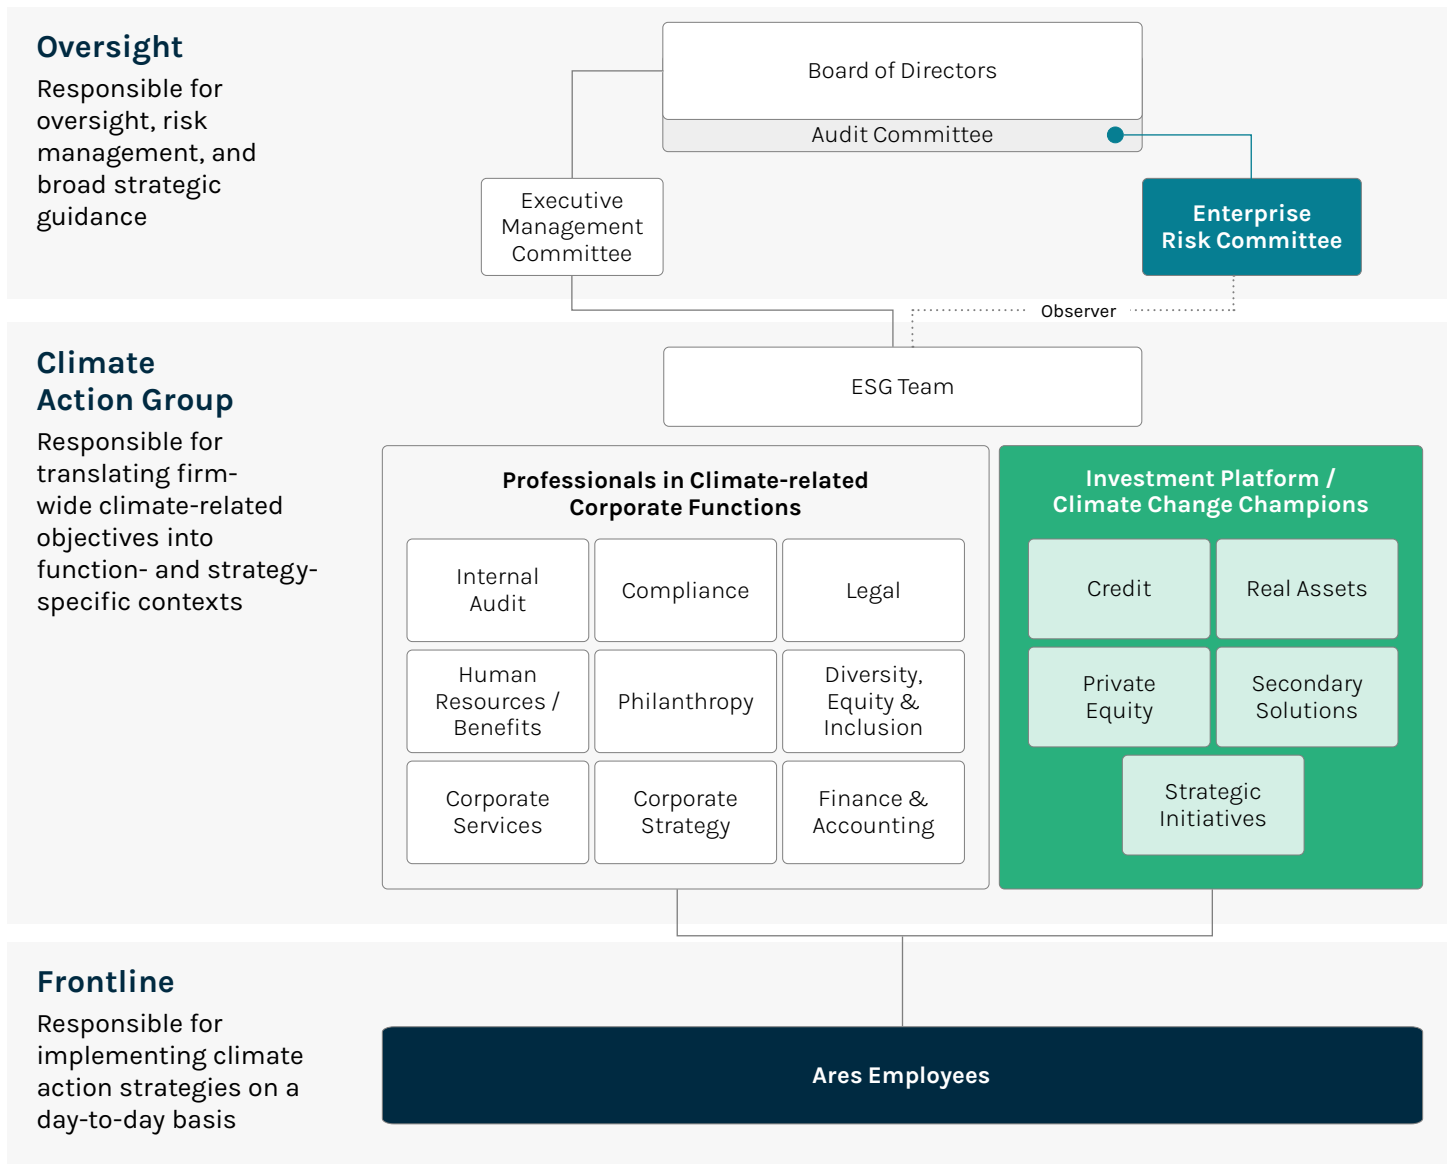 Oversight
Responsible for
oversight, risk
management, and
broad strategic
guidance
Board of Directors
Audit Committee
Executive
Management
Committee
Enterprise
Risk Committee
Observer
Climate
Action Group
Responsible for
translating firm-
wide climate-related
objectives into
function- and strategy-
specific contexts
ESG Team
Professionals in Climate-related
Corporate Functions
Internal
Audit
Compliance
Legal
Human
Resources /
Benefits
Philanthropy
Diversity,
Equity &
Inclusion
Corporate
Services
Corporate
Strategy
Finance &
Accounting
Investment Platform /
Climate Change Champions
Credit
Real Assets
Private
Equity
Secondary
Solutions
Strategic
Initiatives
Frontline
Responsible for
implementing climate
action strategies on a
day-to-day basis
Ares Employees